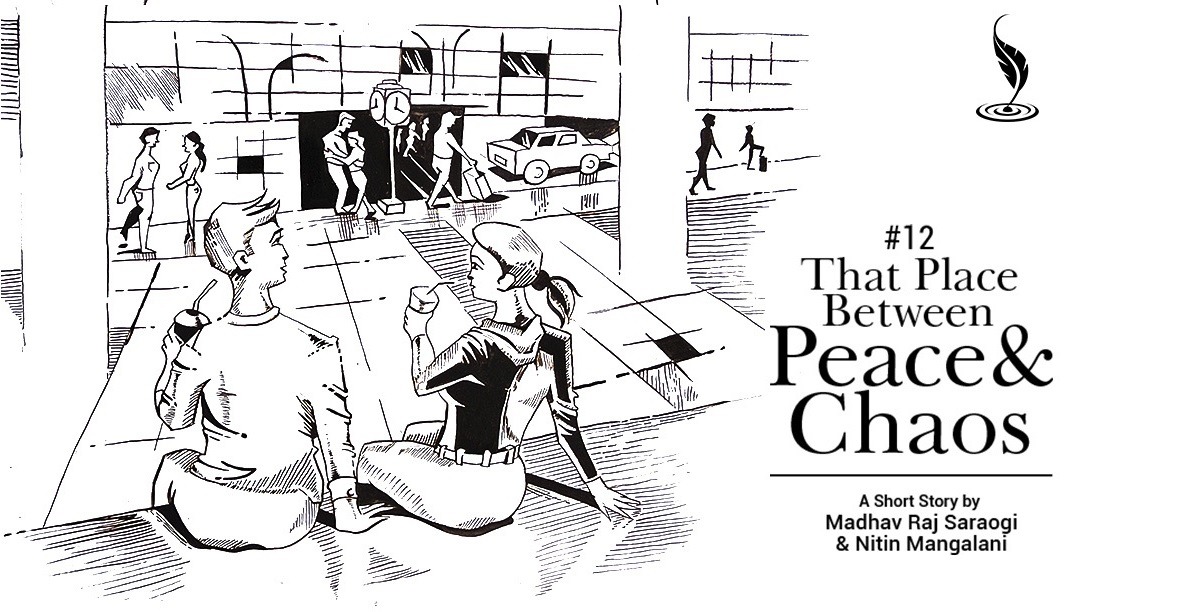 #12
That Place
Between
Peace&
Chaos
A Short Story by
Madhav Raj Saraogi
& Nitin Mangalani